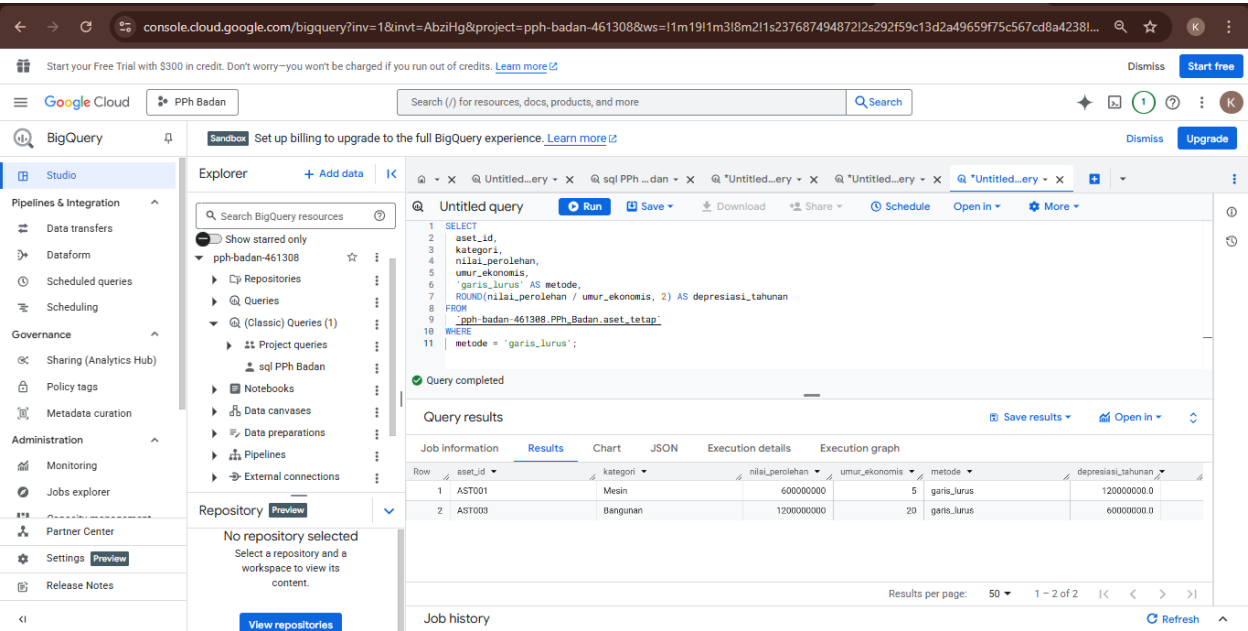 console.cloud.google.com/bigquery?inv=1&invt=AbziHg&project=pph-badan-461308&ws=!1m19!1m3!8m2!1s237687494872!2s292f59c13d2a49659f75c567cd8a4238!...
K
Start your Free Trial with $300 in credit. Don't worry—you won't be charged if you run out of credits. Learn more
Dismiss
Start free
Google Cloud
PPh Badan
Search (/) for resources, docs, products, and more
Search
1
K
BigQuery
Sandbox Set up billing to upgrade to the full BigQuery experience. Learn more
Dismiss
Upgrade
Studio
Pipelines & Integration
Data transfers
Dataform
Scheduled queries
Scheduling
Governance
Sharing (Analytics Hub)
Policy tags
Metadata curation
Administration
Monitoring
Jobs explorer
Partner Center
Settings Preview
Release Notes
Explorer
+ Add data
Search BigQuery resources
Show starred only
pph-badan-461308
Repositories
Queries
(Classic) Queries (1)
Project queries
sql PPh Badan
Notebooks
Data canvases
Data preparations
Pipelines
External connections
Repository Preview
No repository selected
Select a repository and a
workspace to view its
content.
View repositories
Untitled...ery
sql PPh ... dan
*Untitled...ery
*Untitled...ery
*Untitled...ery
Untitled query
Run
Save
Download
Share
Schedule
Open in
More
1 SELECT
2 aset_id,
3 kategori,
4 nilai_perolehan,
5 umur_ekonomis,
6 'garis_lurus' AS metode,
7 ROUND(nilai_perolehan / umur_ekonomis, 2) AS depresiasi_tahunan
8 FROM
9 `pph-badan-461308.PPh_Badan.aset_tetap`
10 WHERE
11 metode = 'garis_lurus';
Query completed
Query results
Save results
Open in
Job information
Results
Chart
JSON
Execution details
Execution graph
Row aset_id kategori nilai_perolehan umur_ekonomis metode depresiasi_tahunan
1 AST001 Mesin 600000000 5 garis_lurus 120000000.0
2 AST003 Bangunan 1200000000 20 garis_lurus 60000000.0
Results per page: 50 1 – 2 of 2
Job history
Refresh